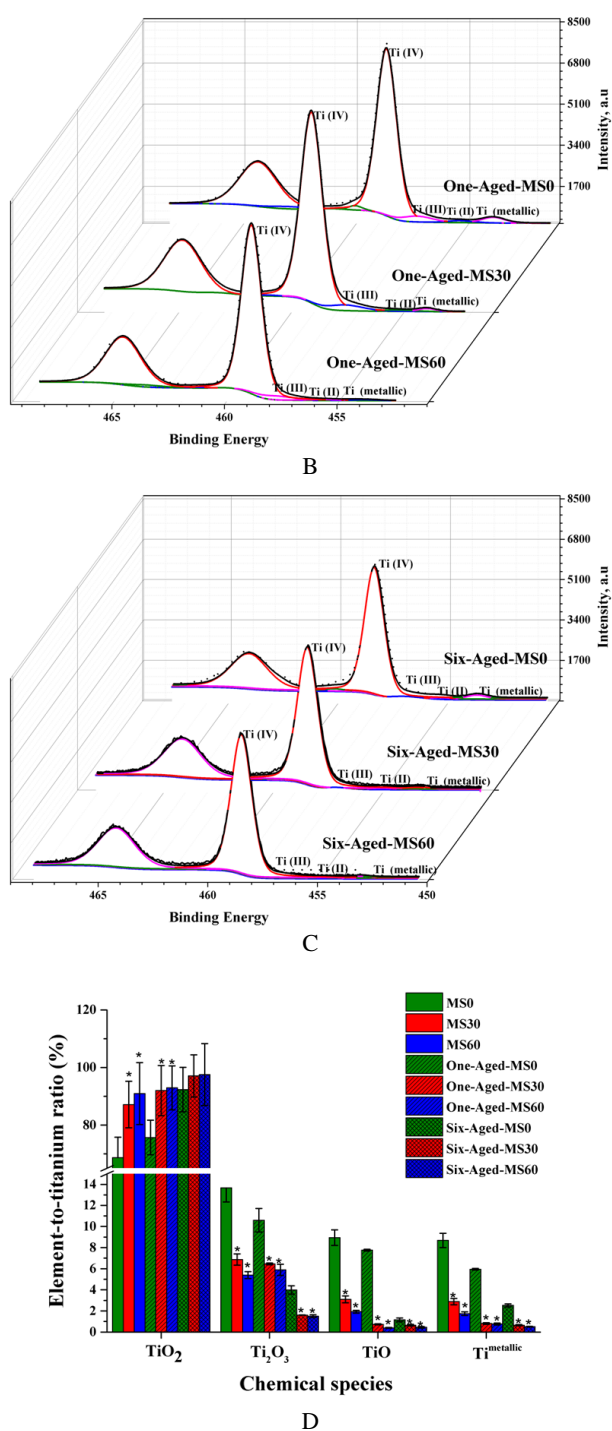 8500
6800
5100
3400
1700
Intensity, a.u
Ti (IV)
Ti (IV)
Ti (IV)
One-Aged-MS0
Ti (III)
Ti (II)
Ti (metallic)
One-Aged-MS30
Ti (III)
Ti (II)
Ti (metallic)
One-Aged-MS60
Ti (III)
Ti (II)
Ti (metallic)
465
460
455
Binding Energy
B
8500
6800
5100
3400
1700
Intensity, a.u
Ti (IV)
Ti (IV)
Ti (IV)
Six-Aged-MS0
Ti (III)
Ti (II)
Ti (metallic)
Six-Aged-MS30
Ti (III)
Ti (II)
Ti (metallic)
Six-Aged-MS60
Ti (III)
Ti (II)
Ti (metallic)
465
460
455
450
Binding Energy
C
Element-to-titanium ratio (%)
120
100
80
14
12
10
8
6
4
2
0
MS0
MS30
MS60
One-Aged-MS0
One-Aged-MS30
One-Aged-MS60
Six-Aged-MS0
Six-Aged-MS30
Six-Aged-MS60
* * * *
* * * * * *
* * * * * *
* * * * * *
TiO2 Ti2O3 TiO Ti metallic
Chemical species
D